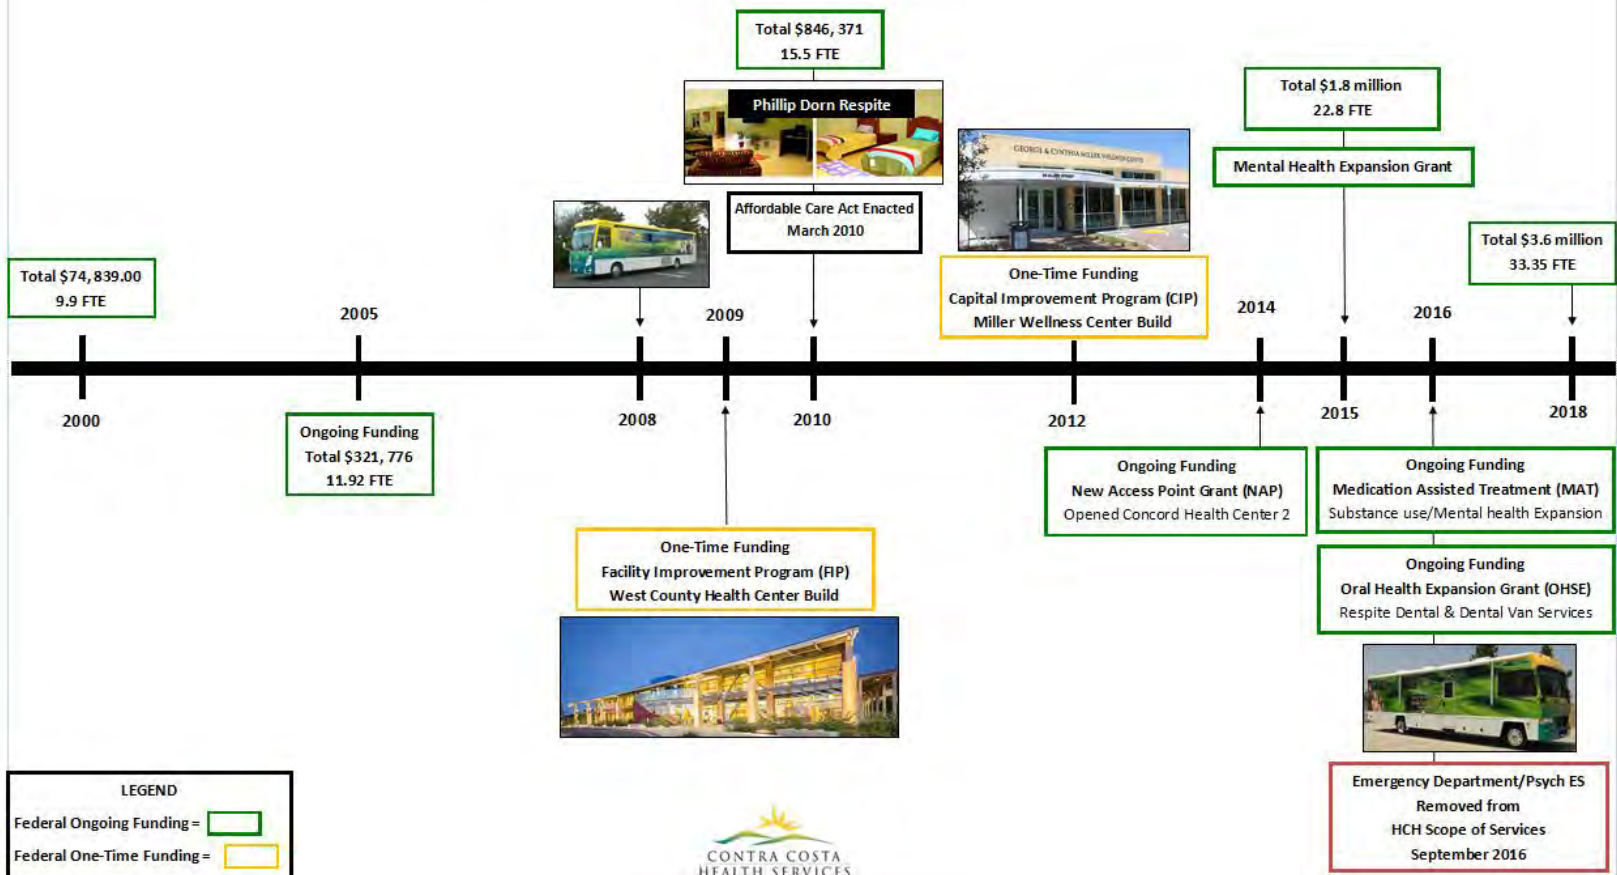 Total $846, 371
15.5 FTE
Phillip Dorn Respite
Affordable Care Act Enacted
March 2010
GEORGE & CYNTHIA MILLER WELLNESS CENTER
Total $1.8 million
22.8 FTE
Mental Health Expansion Grant
Total $3.6 million
33.35 FTE
Total $74,839.00
9.9 FTE
One-Time Funding
Capital Improvement Program (CIP)
Miller Wellness Center Build
2005
2009
2014
2016
2000
2008
2010
2012
2015
2018
Ongoing Funding
Total $321, 776
11.92 FTE
One-Time Funding
Facility Improvement Program (FIP)
West County Health Center Build
Ongoing Funding
New Access Point Grant (NAP)
Opened Concord Health Center 2
Ongoing Funding
Medication Assisted Treatment (MAT)
Substance use/Mental health Expansion
Ongoing Funding
Oral Health Expansion Grant (OHSE)
Respite Dental & Dental Van Services
Emergency Department/Psych ES
Removed from
HCH Scope of Services
September 2016
LEGEND
Federal Ongoing Funding =
Federal One-Time Funding =
CONTRA COSTA
HEALTH SERVICES